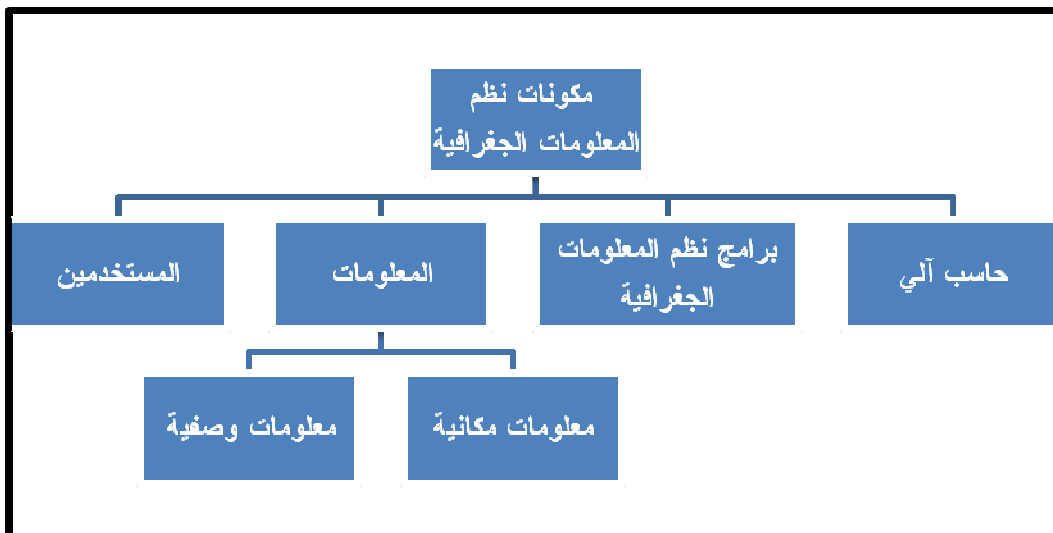 مكونات نظم
المعلومات الجغرافية
حاسب آلي
برامج نظم المعلومات
الجغرافية
المعلومات
المستخدمين
معلومات مكانية
معلومات وصفية